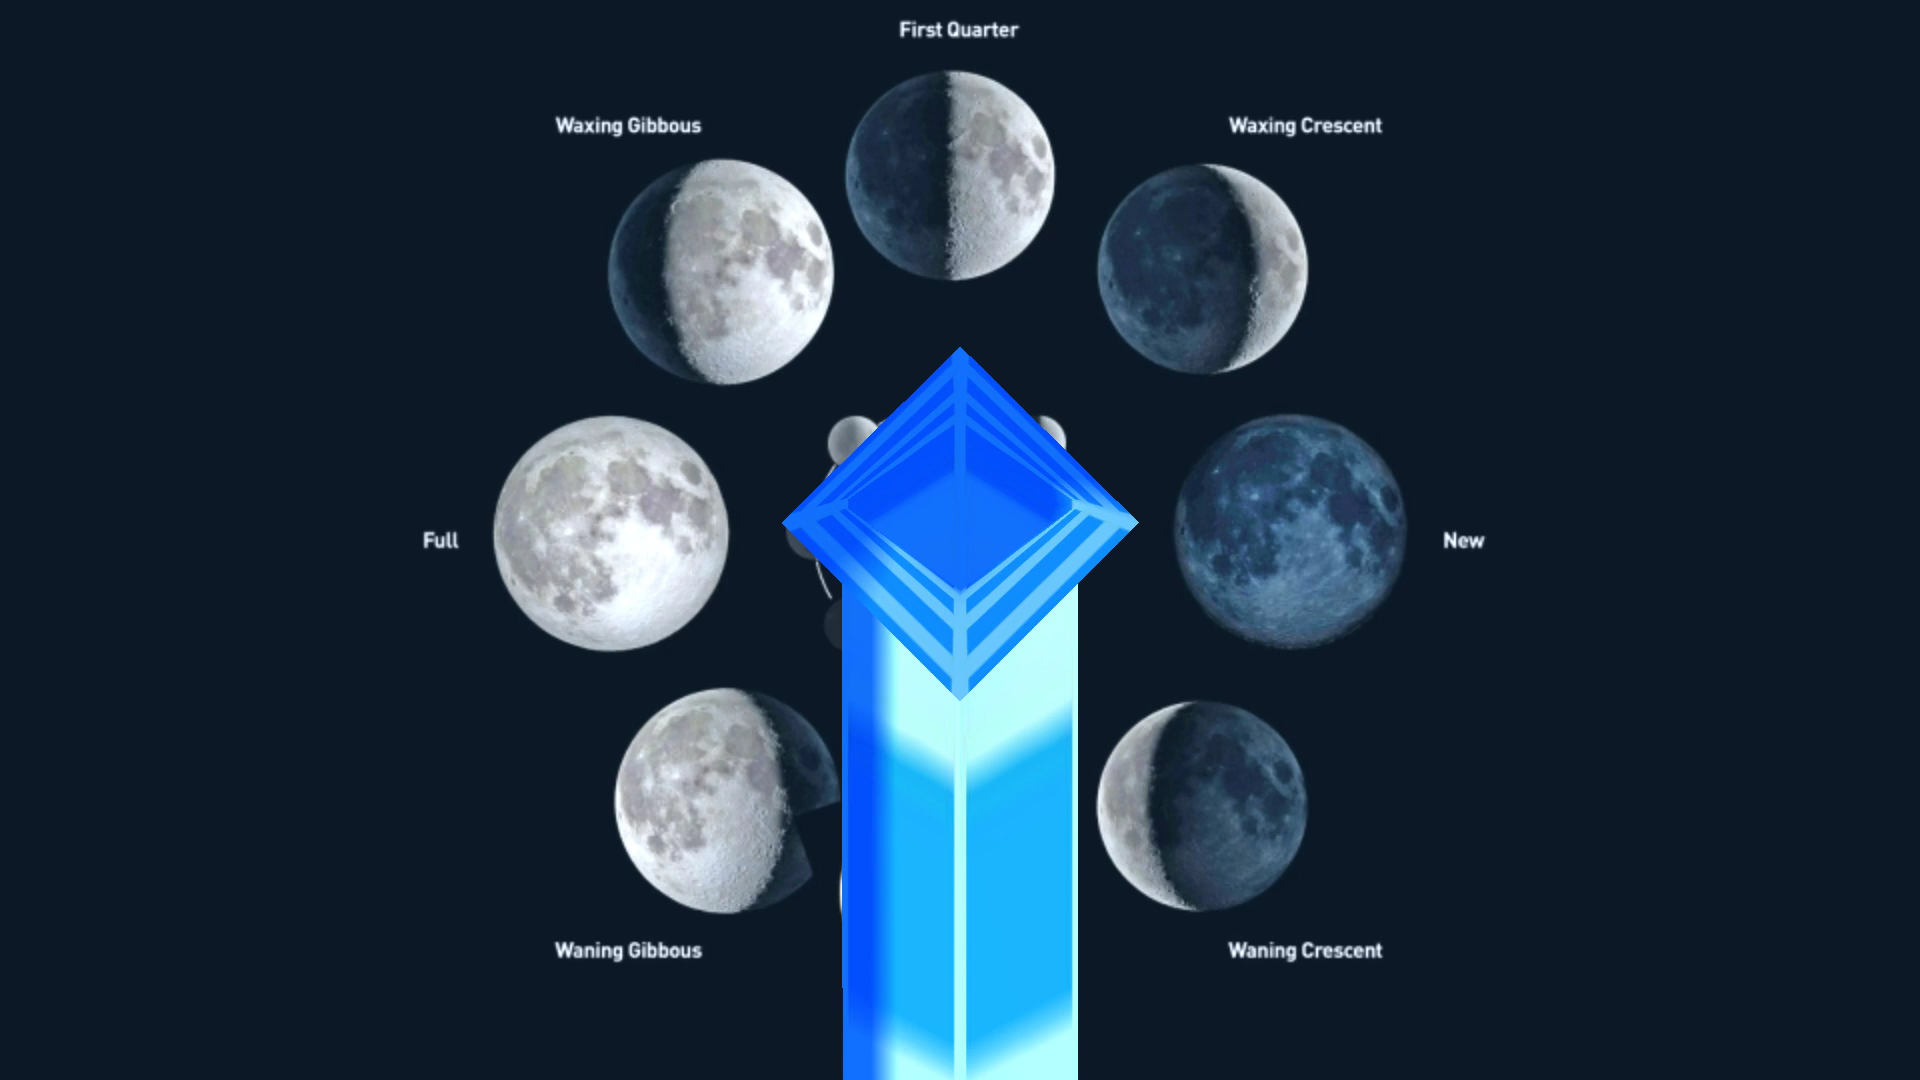 First Quarter
Waxing Gibbous
Waxing Crescent
Full
New
Waning Gibbous
Waning Crescent